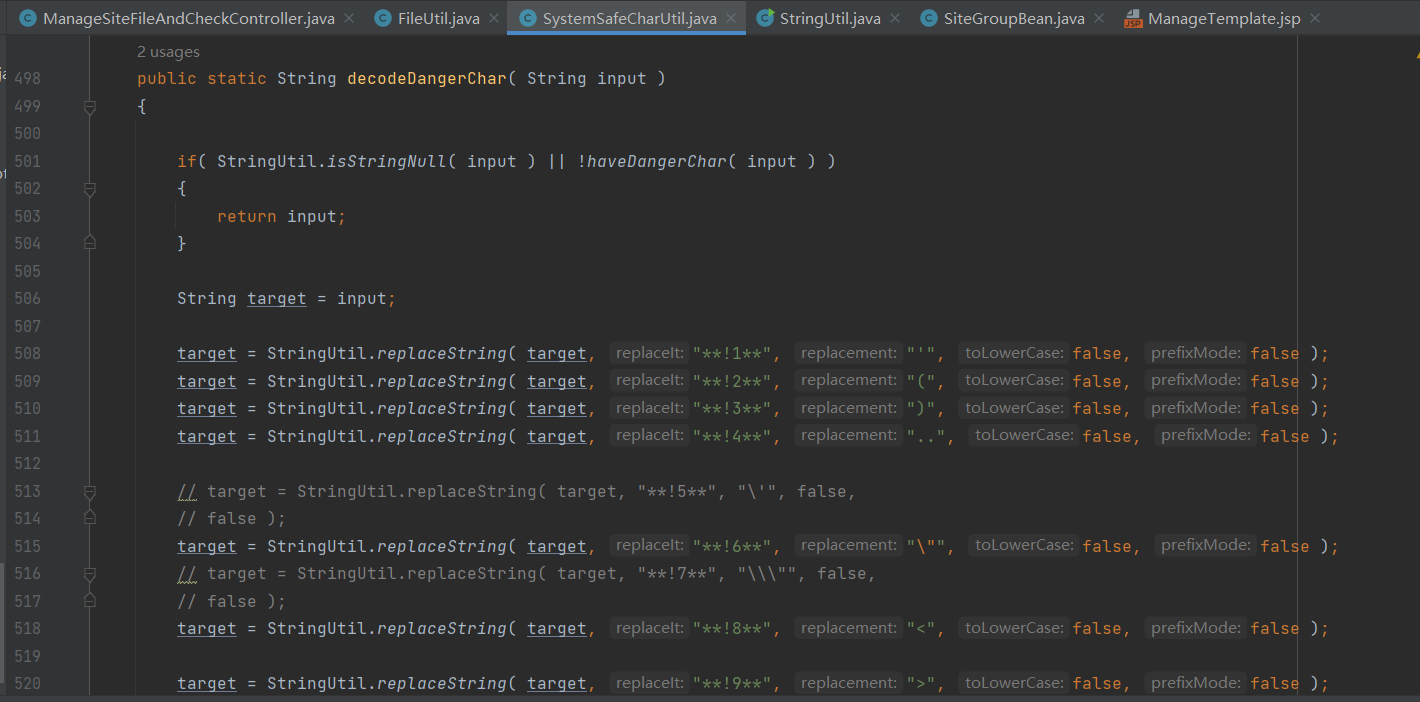 ManageSiteFileAndCheckController.java FileUtil.java SystemSafeCharUtil.java StringUtil.java SiteGroupBean.java ManageTemplate.jsp
2 usages
498 public static String decodeDangerChar( String input )
499 {
500
501 if( StringUtil.isStringNull( input ) || !haveDangerChar( input ) )
502 {
503 return input;
504 }
505
506 String target = input;
507
508 target = StringUtil.replaceString( target, replaceIt: "**!1**", replacement: "'", toLowerCase: false, prefixMode: false );
509 target = StringUtil.replaceString( target, replaceIt: "**!2**", replacement: "(", toLowerCase: false, prefixMode: false );
510 target = StringUtil.replaceString( target, replaceIt: "**!3**", replacement: ")", toLowerCase: false, prefixMode: false );
511 target = StringUtil.replaceString( target, replaceIt: "**!4**", replacement: "..", toLowerCase: false, prefixMode: false );
512
513 // target = StringUtil.replaceString( target, "**!5**", "\'", false,
514 // false );
515 target = StringUtil.replaceString( target, replaceIt: "**!6**", replacement: "\"", toLowerCase: false, prefixMode: false );
516 // target = StringUtil.replaceString( target, "**!7**", "\\\"", false,
517 // false );
518 target = StringUtil.replaceString( target, replaceIt: "**!8**", replacement: "<", toLowerCase: false, prefixMode: false );
519
520 target = StringUtil.replaceString( target, replaceIt: "**!9**", replacement: ">", toLowerCase: false, prefixMode: false );